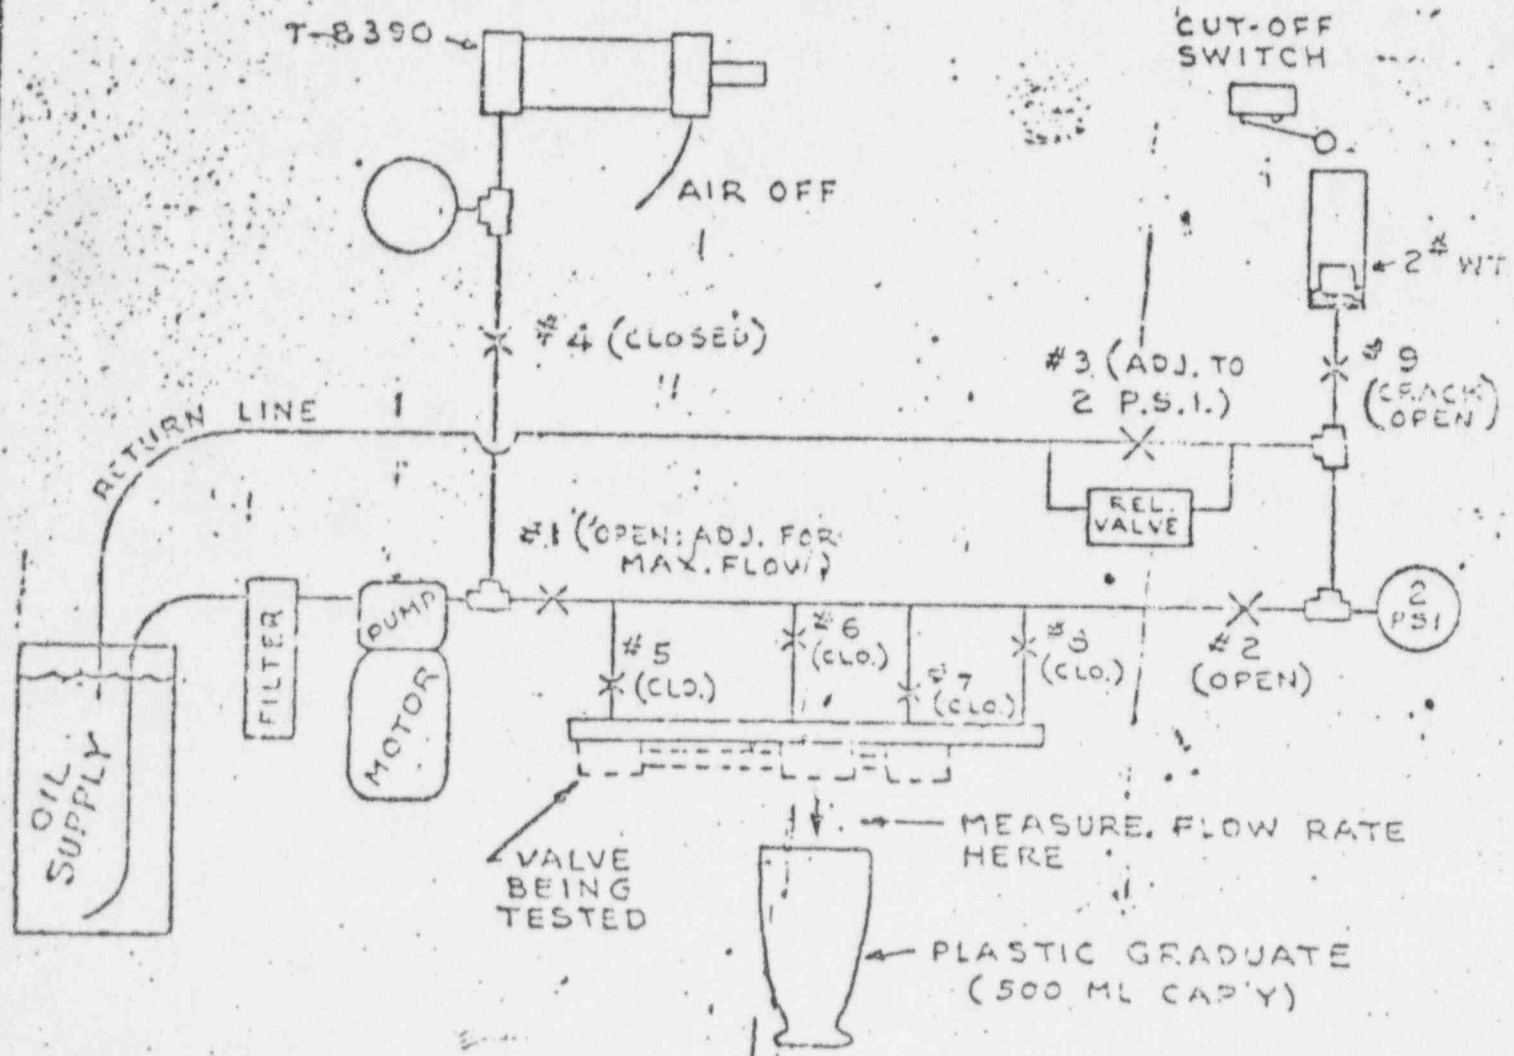 T-8390
CUT-OFF
SWITCH
AIR OFF
2# WT
#4 (CLOSED)
#3 (ADJ. TO
2 P.S.I.)
#9
(CRACK
OPEN)
RETURN LINE
REL.
VALVE
#1 (OPEN: ADJ. FOR
MAX. FLOW)
2
PSI
FILTER
PUMP
MOTOR
#5
(CLO.)
#6
(CLO.)
#7
(CLO.)
#8
(CLO.)
#2
(OPEN)
OIL
SUPPLY
MEASURE FLOW RATE
HERE
VALVE
BEING
TESTED
PLASTIC GRADUATE
(500 ML CAP'Y)